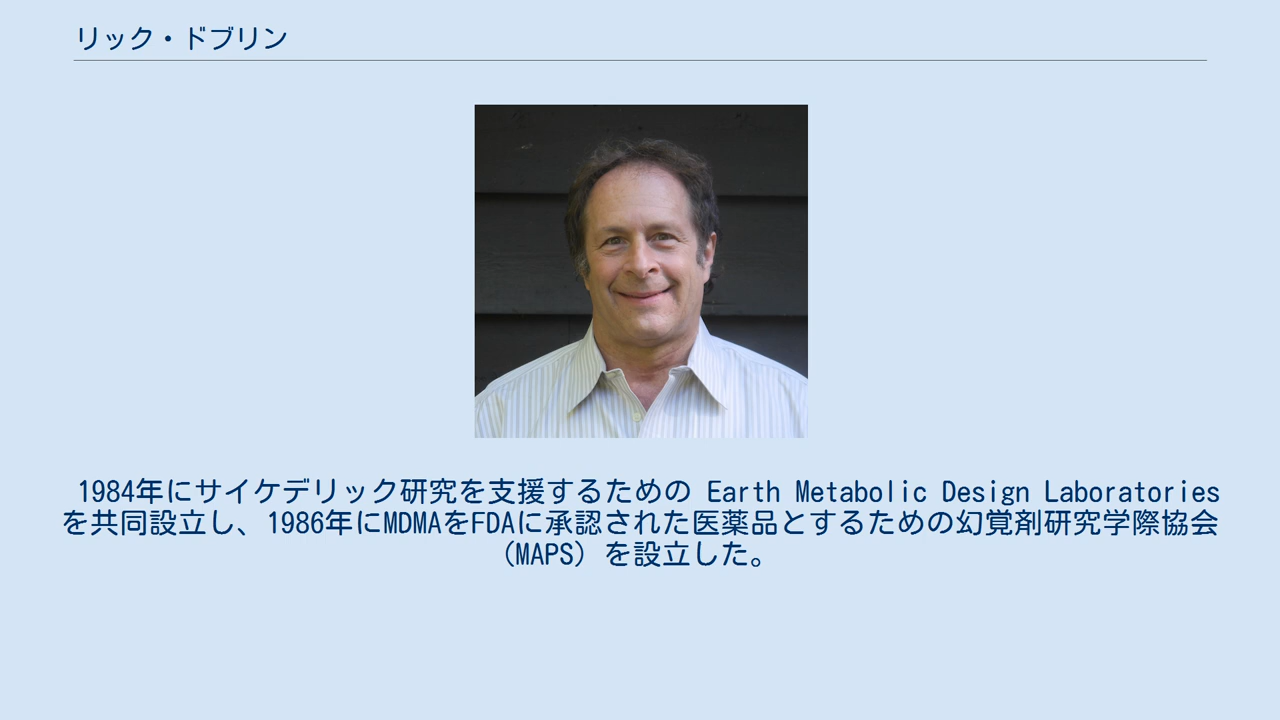 リック・ドブリン
1984年にサイケデリック研究を支援するための Earth Metabolic Design Laboratories
を共同設立し、1986年にMDMAをFDAに承認された医薬品とするための幻覚剤研究学際協会
（MAPS）を設立した。